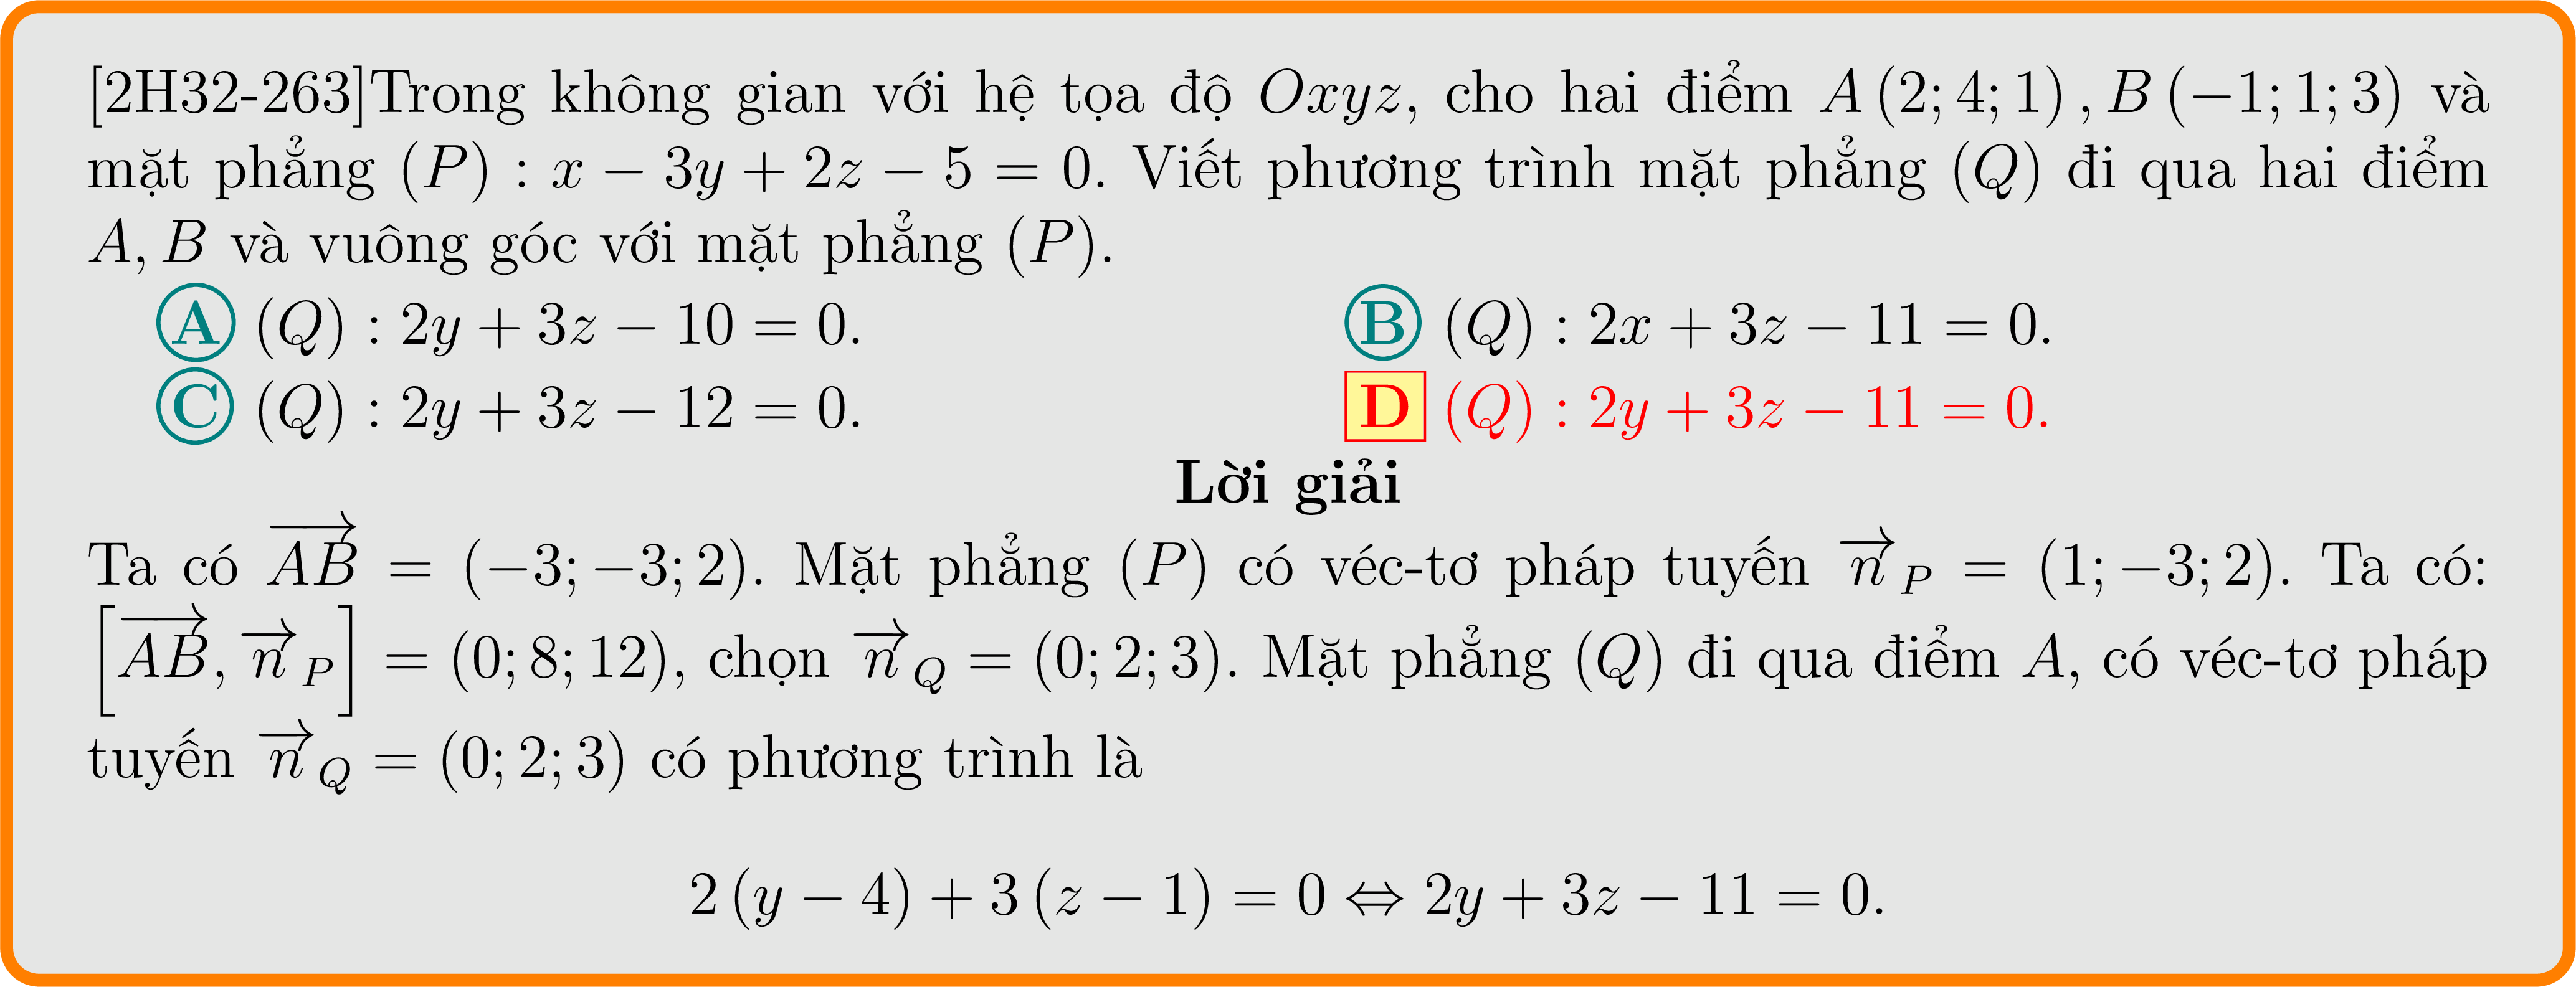 [2H32-263]Trong không gian với hệ tọa độ Oxyz, cho hai điểm A(2;4;1), B(−1;1;3) và
mặt phẳng (P) : x − 3y + 2z − 5 = 0. Viết phương trình mặt phẳng (Q) đi qua hai điểm
A, B và vuông góc với mặt phẳng (P).
A (Q) : 2y + 3z − 10 = 0. B (Q) : 2x + 3z − 11 = 0.
C (Q) : 2y + 3z − 12 = 0. D (Q) : 2y + 3z − 11 = 0.
Lời giải
Ta có $\overrightarrow{AB}$ = (−3; −3; 2). Mặt phẳng (P) có véc-tơ pháp tuyến $\overrightarrow{n}_P$ = (1; −3; 2). Ta có:
$\left[\overrightarrow{AB}, \overrightarrow{n}_P\right]$ = (0; 8; 12), chọn $\overrightarrow{n}_Q$ = (0; 2; 3). Mặt phẳng (Q) đi qua điểm A, có véc-tơ pháp
tuyến $\overrightarrow{n}_Q$ = (0; 2; 3) có phương trình là
2 (y − 4) + 3 (z − 1) = 0 ⇔ 2y + 3z − 11 = 0.